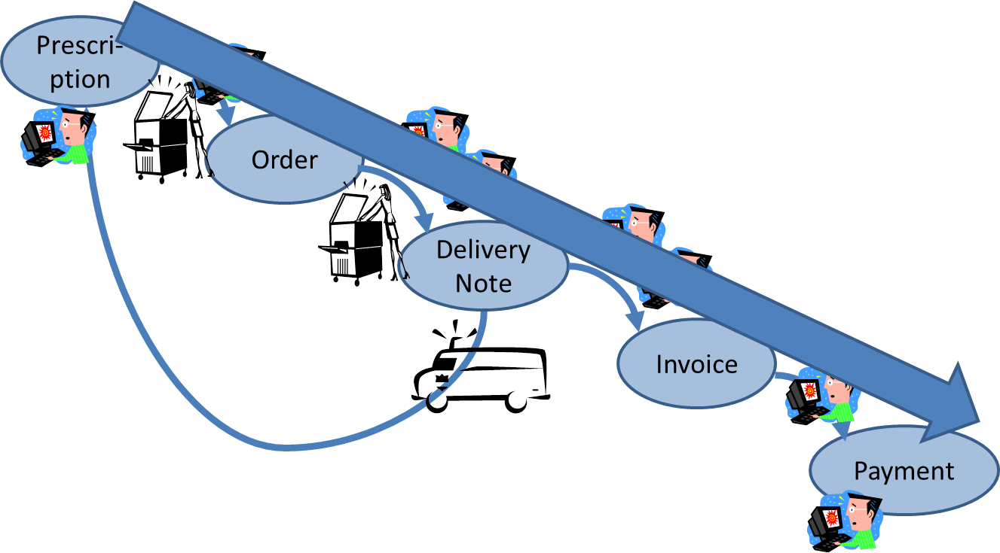 Prescri-
ption
Order
Delivery
Note
Invoice
Payment